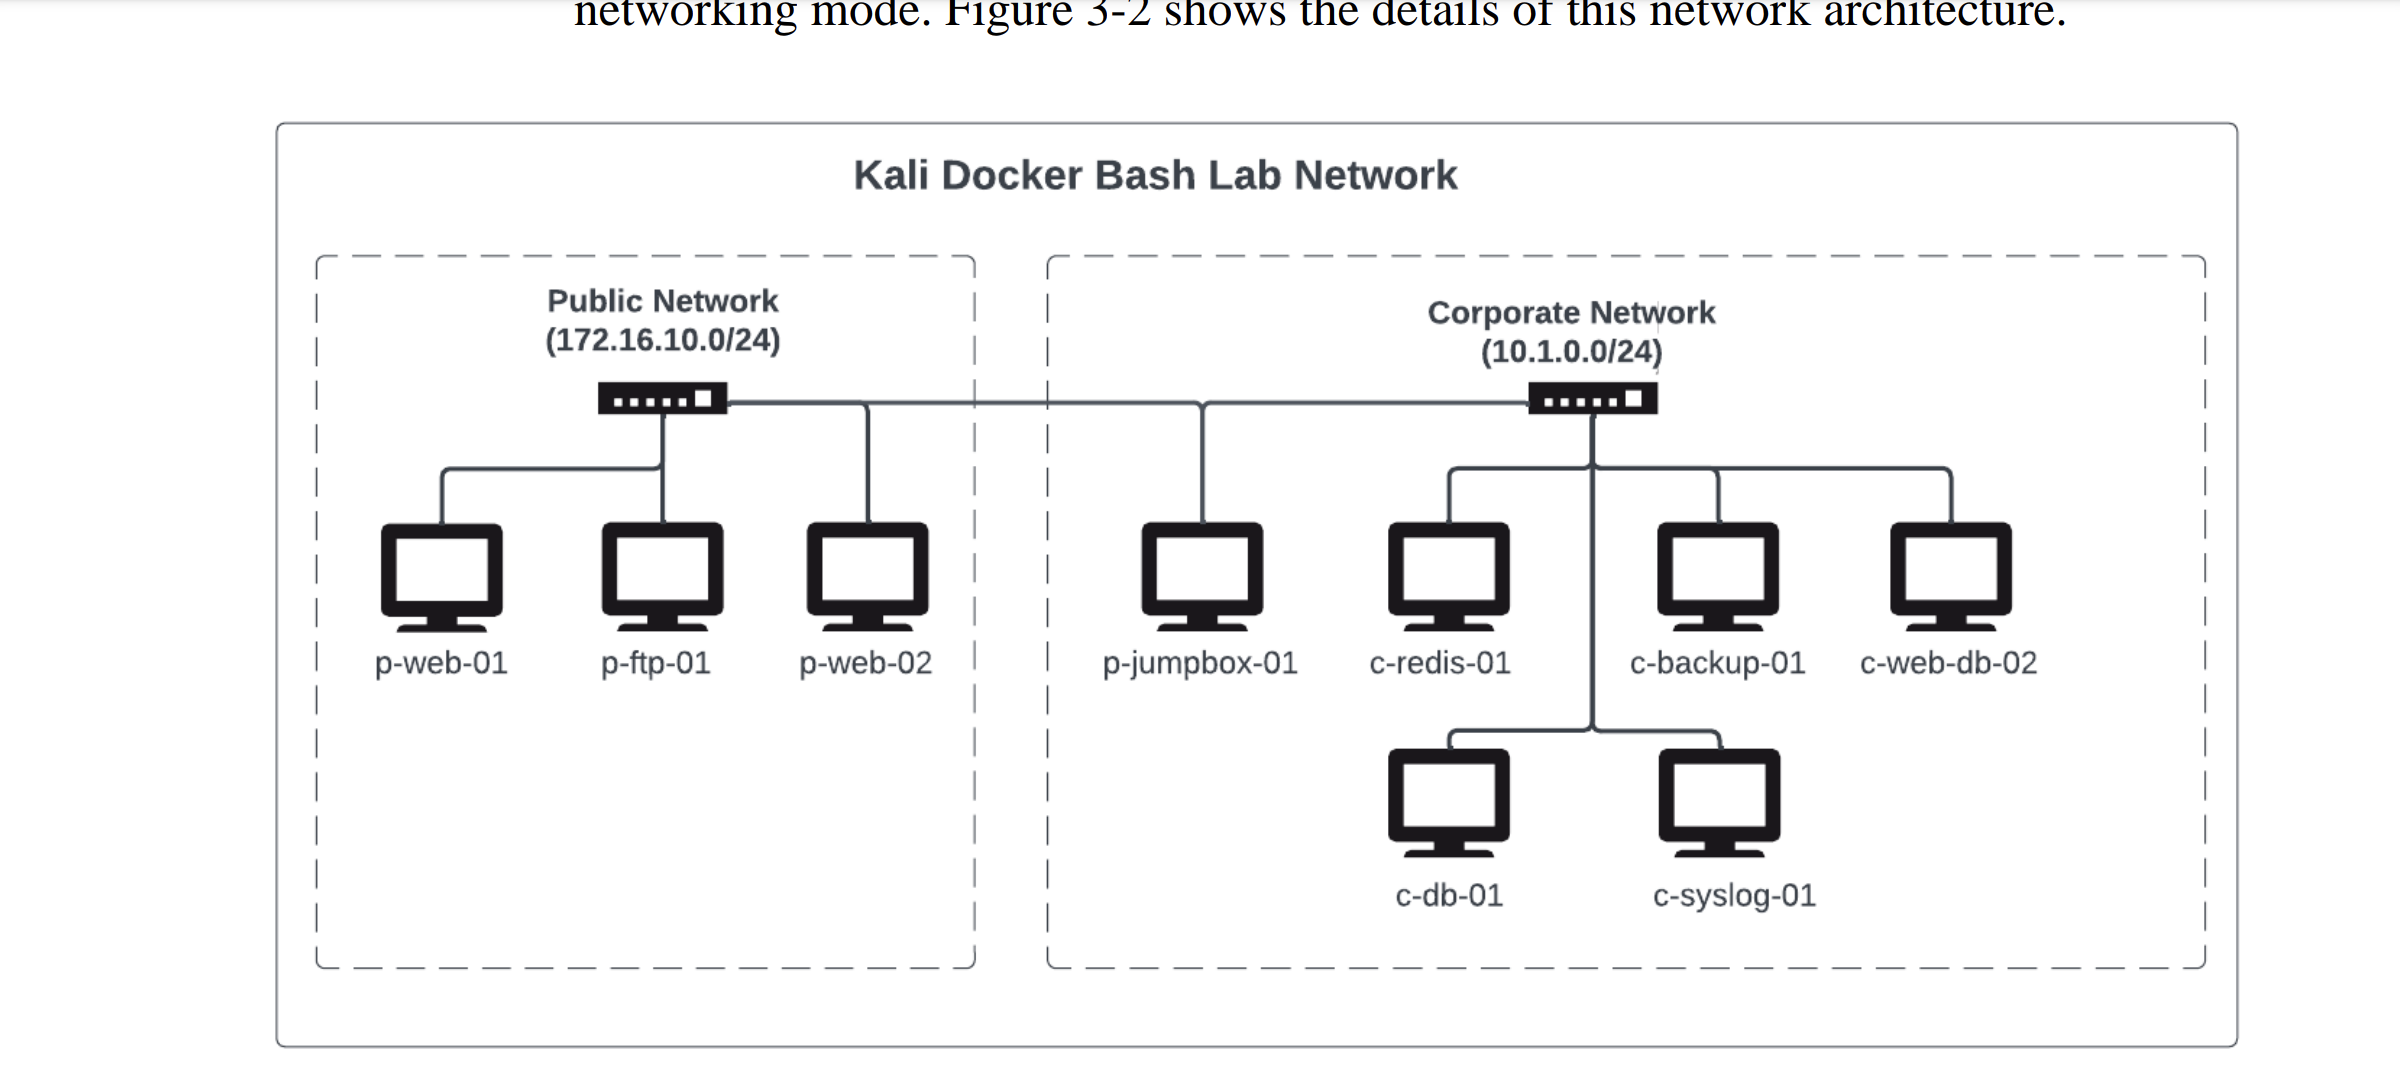 networking mode. Figure 3-2 shows the details of this network architecture.
Kali Docker Bash Lab Network
Public Network
(172.16.10.0/24)
Corporate Network
(10.1.0.0/24)
p-web-01
p-ftp-01
p-web-02
p-jumpbox-01
c-redis-01
c-backup-01
c-web-db-02
c-db-01
c-syslog-01